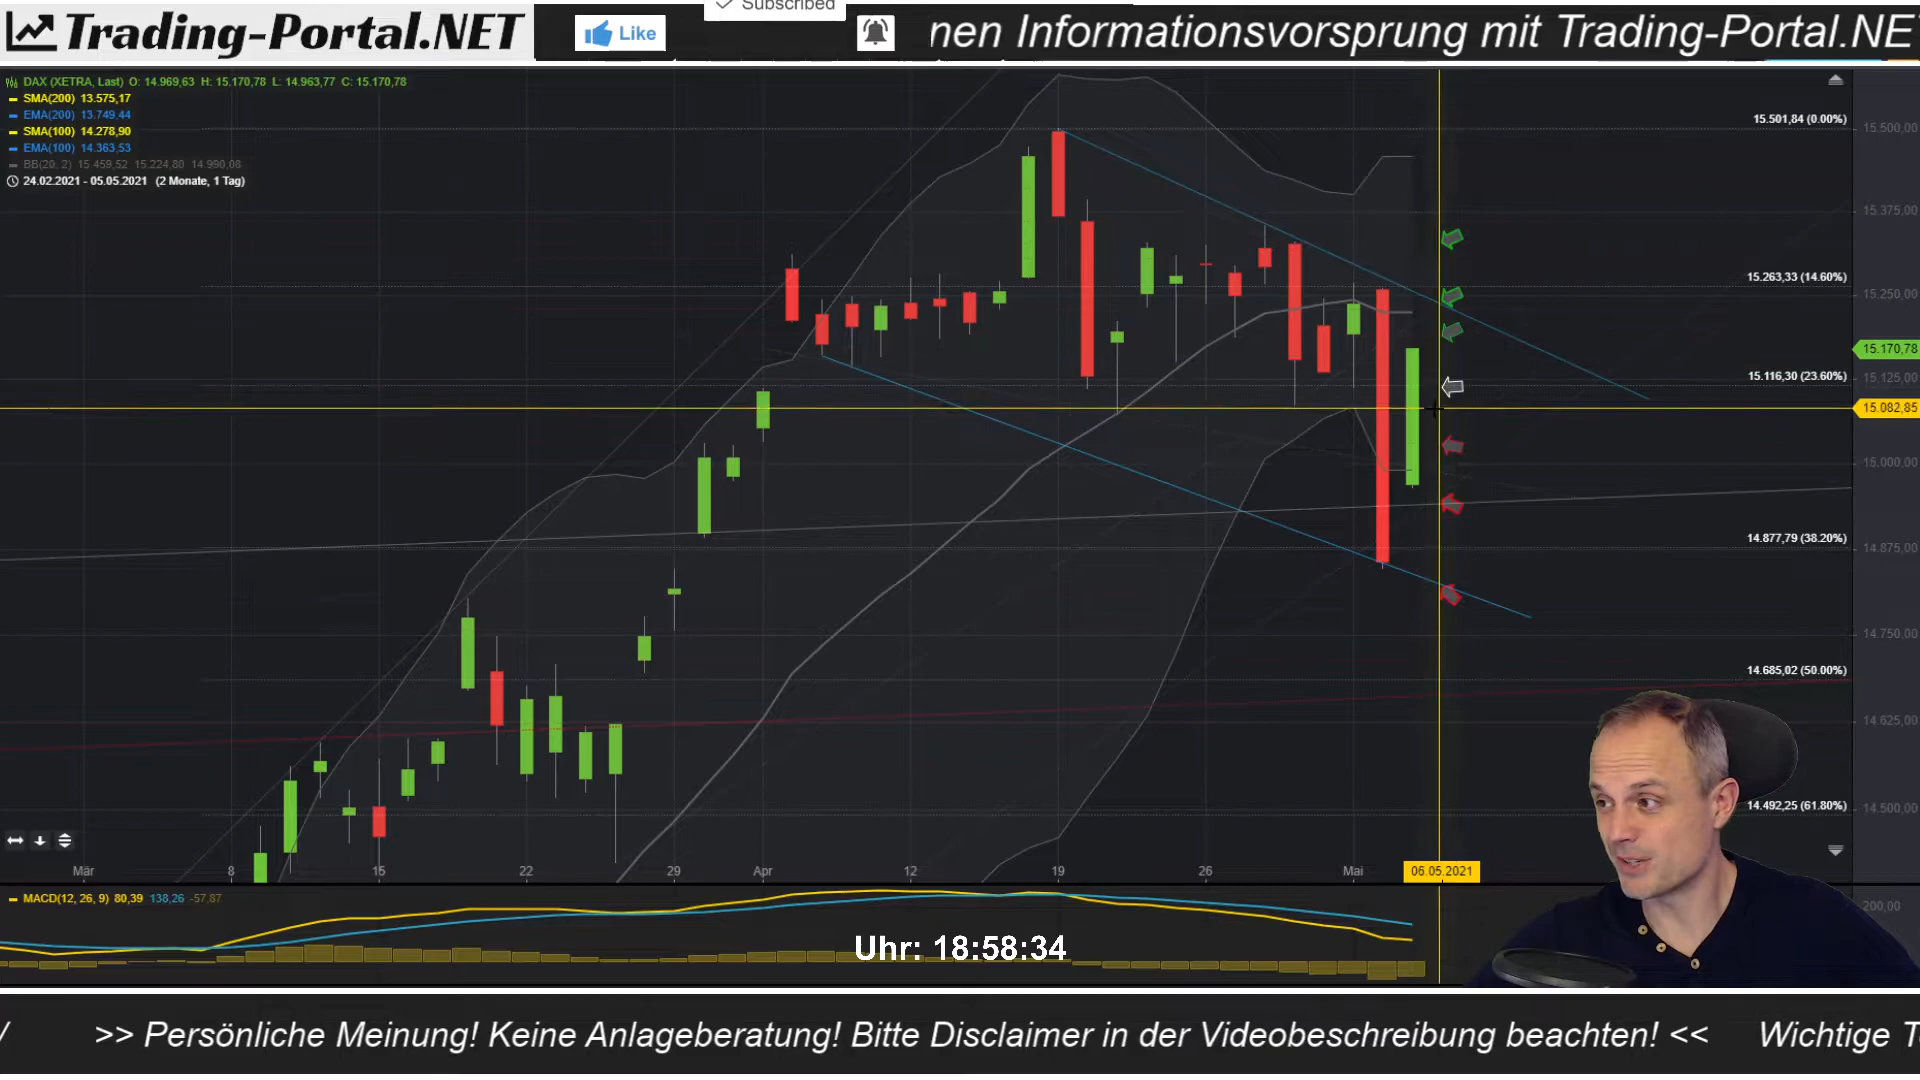 Subscribed
Trading-Portal.NET
Like
nen Informationsvorsprung mit Trading-Portal.NE
DAX (XETRA, Last) O: 14.969,63 H: 15.170,78 L: 14.963,77 C: 15.170,78
SMA(200) 13.575,17
EMA(200) 13.749,44
SMA(100) 14.278,90
EMA(100) 14.363,53
BB(20, 2) 15.459,52 15.224,80 14.990,08
24.02.2021 - 05.05.2021 (2 Monate, 1 Tag)
15.501,84 (0.00%)
15.500,00
15.375,00
15.263,33 (14.60%)
15.250,00
15.170,78
15.116,30 (23.60%)
15.125,00
15.082,85
15.000,00
14.877,79 (38.20%)
14.875,00
14.750,00
14.685,02 (50.00%)
14.625,00
14.492,25 (61.80%)
14.500,00
Mär 8 15 22 29 Apr 12 19 26 Mai 06.05.2021
MACD(12, 26, 9) 80,39 138,26 -57,87
200,00
Uhr: 18:58:34
/ >> Persönliche Meinung! Keine Anlageberatung! Bitte Disclaimer in der Videobeschreibung beachten! << Wichtige T